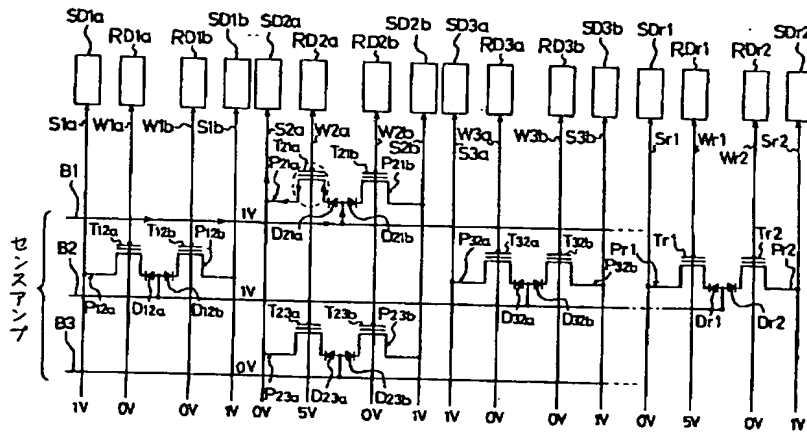 SD1a SD1b SD2a SD2b SD3a SD3b SDr1 SDr2
RD1a RD1b RD2a RD2b RD3a RD3b RDr1 RDr2
S1a W1a W1b S1b S2a W2a W2b S2b W3a S3a W3b S3b Sr1 Wr1 Wr2 Sr2
T21a T21b
P21a P21b
B1 1V
D21a D21b
T12a T12b P12b P32a T32a T32b Pr1 Tr1 Tr2 Pr2
P32b
B2 1V
P12a D12a D12b D32a D32b Dr1 Dr2
T23a T23b P23b
B3 0V
P23a D23a D23b
センスアンプ
1V 0V 0V 1V 0V 5V 0V 1V 1V 0V 0V 1V 0V 5V 0V 1V